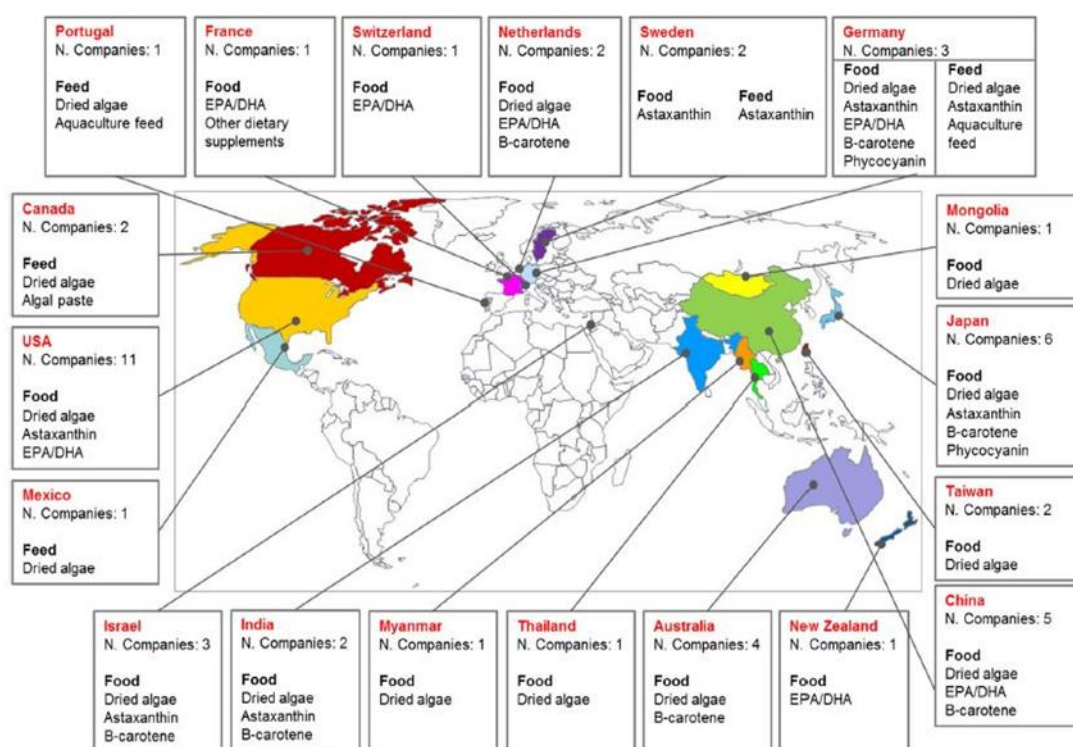 Portugal
N. Companies: 1
Feed
Dried algae
Aquaculture feed
France
N. Companies: 1
Food
EPA/DHA
Other dietary
supplements
Switzerland
N. Companies: 1
Food
EPA/DHA
Netherlands
N. Companies: 2
Food
Dried algae
EPA/DHA
B-carotene
Sweden
N. Companies: 2
Food
Astaxanthin
Feed
Astaxanthin
Germany
N. Companies: 3
Food
Dried algae
Astaxanthin
EPA/DHA
B-carotene
Phycocyanin
Feed
Dried algae
Astaxanthin
Aquaculture
feed
Canada
N. Companies: 2
Feed
Dried algae
Algal paste
USA
N. Companies: 11
Food
Dried algae
Astaxanthin
EPA/DHA
Mexico
N. Companies: 1
Feed
Dried algae
Mongolia
N. Companies: 1
Food
Dried algae
Japan
N. Companies: 6
Food
Dried algae
Astaxanthin
B-carotene
Phycocyanin
Taiwan
N. Companies: 2
Food
Dried algae
China
N. Companies: 5
Food
Dried algae
EPA/DHA
B-carotene
Israel
N. Companies: 3
Food
Dried algae
Astaxanthin
B-carotene
India
N. Companies: 2
Food
Dried algae
Astaxanthin
B-carotene
Myanmar
N. Companies: 1
Food
Dried algae
Thailand
N. Companies: 1
Food
Dried algae
Australia
N. Companies: 4
Food
Dried algae
B-carotene
New Zealand
N. Companies: 1
Food
EPA/DHA